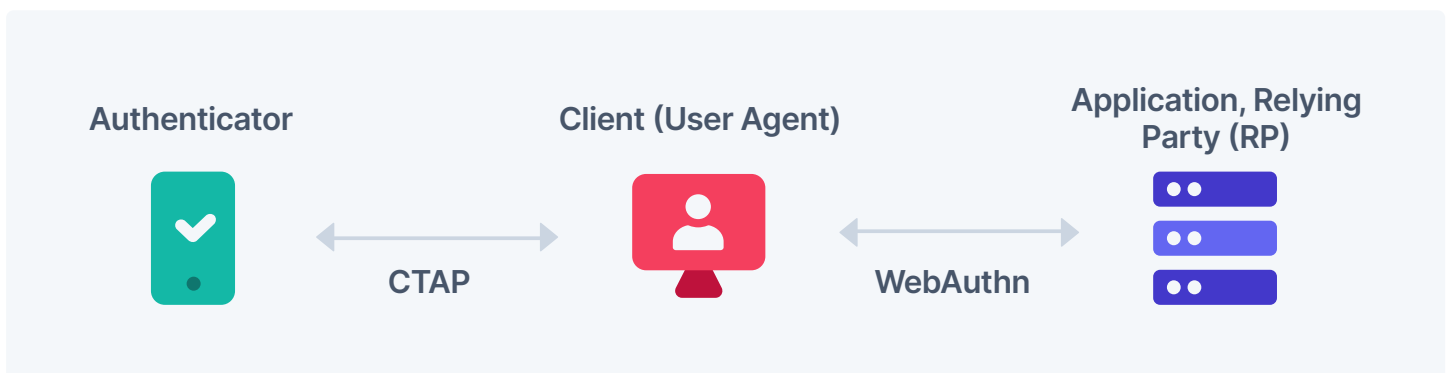 Authenticator
Client (User Agent)
Application, Relying
Party (RP)
CTAP
WebAuthn